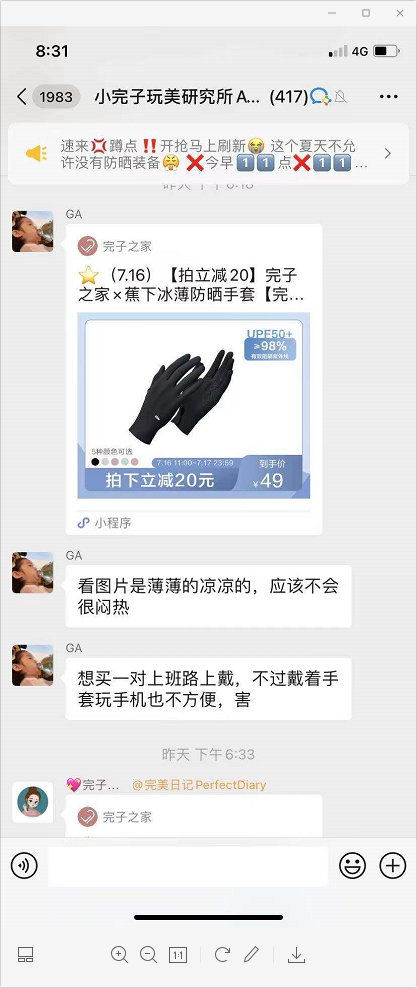 8:31
4G
1983
小完子玩美研究所A... (417)
速来💢蹲点‼️开抢马上刷新😭 这个夏天不允
许没有防晒装备😤 ❌今早1️⃣1️⃣点❌1️⃣1️⃣...
GA
完子之家
⭐（7.16）【拍立减20】完子
之家×蕉下冰薄防晒手套【完...
UPF50+
≥98%
5种颜色可选
7.16 11:00-7.17 23:59
拍下立减20元
到手价
¥49
小程序
GA
看图片是薄薄的凉凉的，应该不会
很闷热
GA
想买一对上班路上戴，不过戴着手
套玩手机也不方便，害
昨天 下午6:33
💖完子... @完美日记PerfectDiary
完子之家
1:1